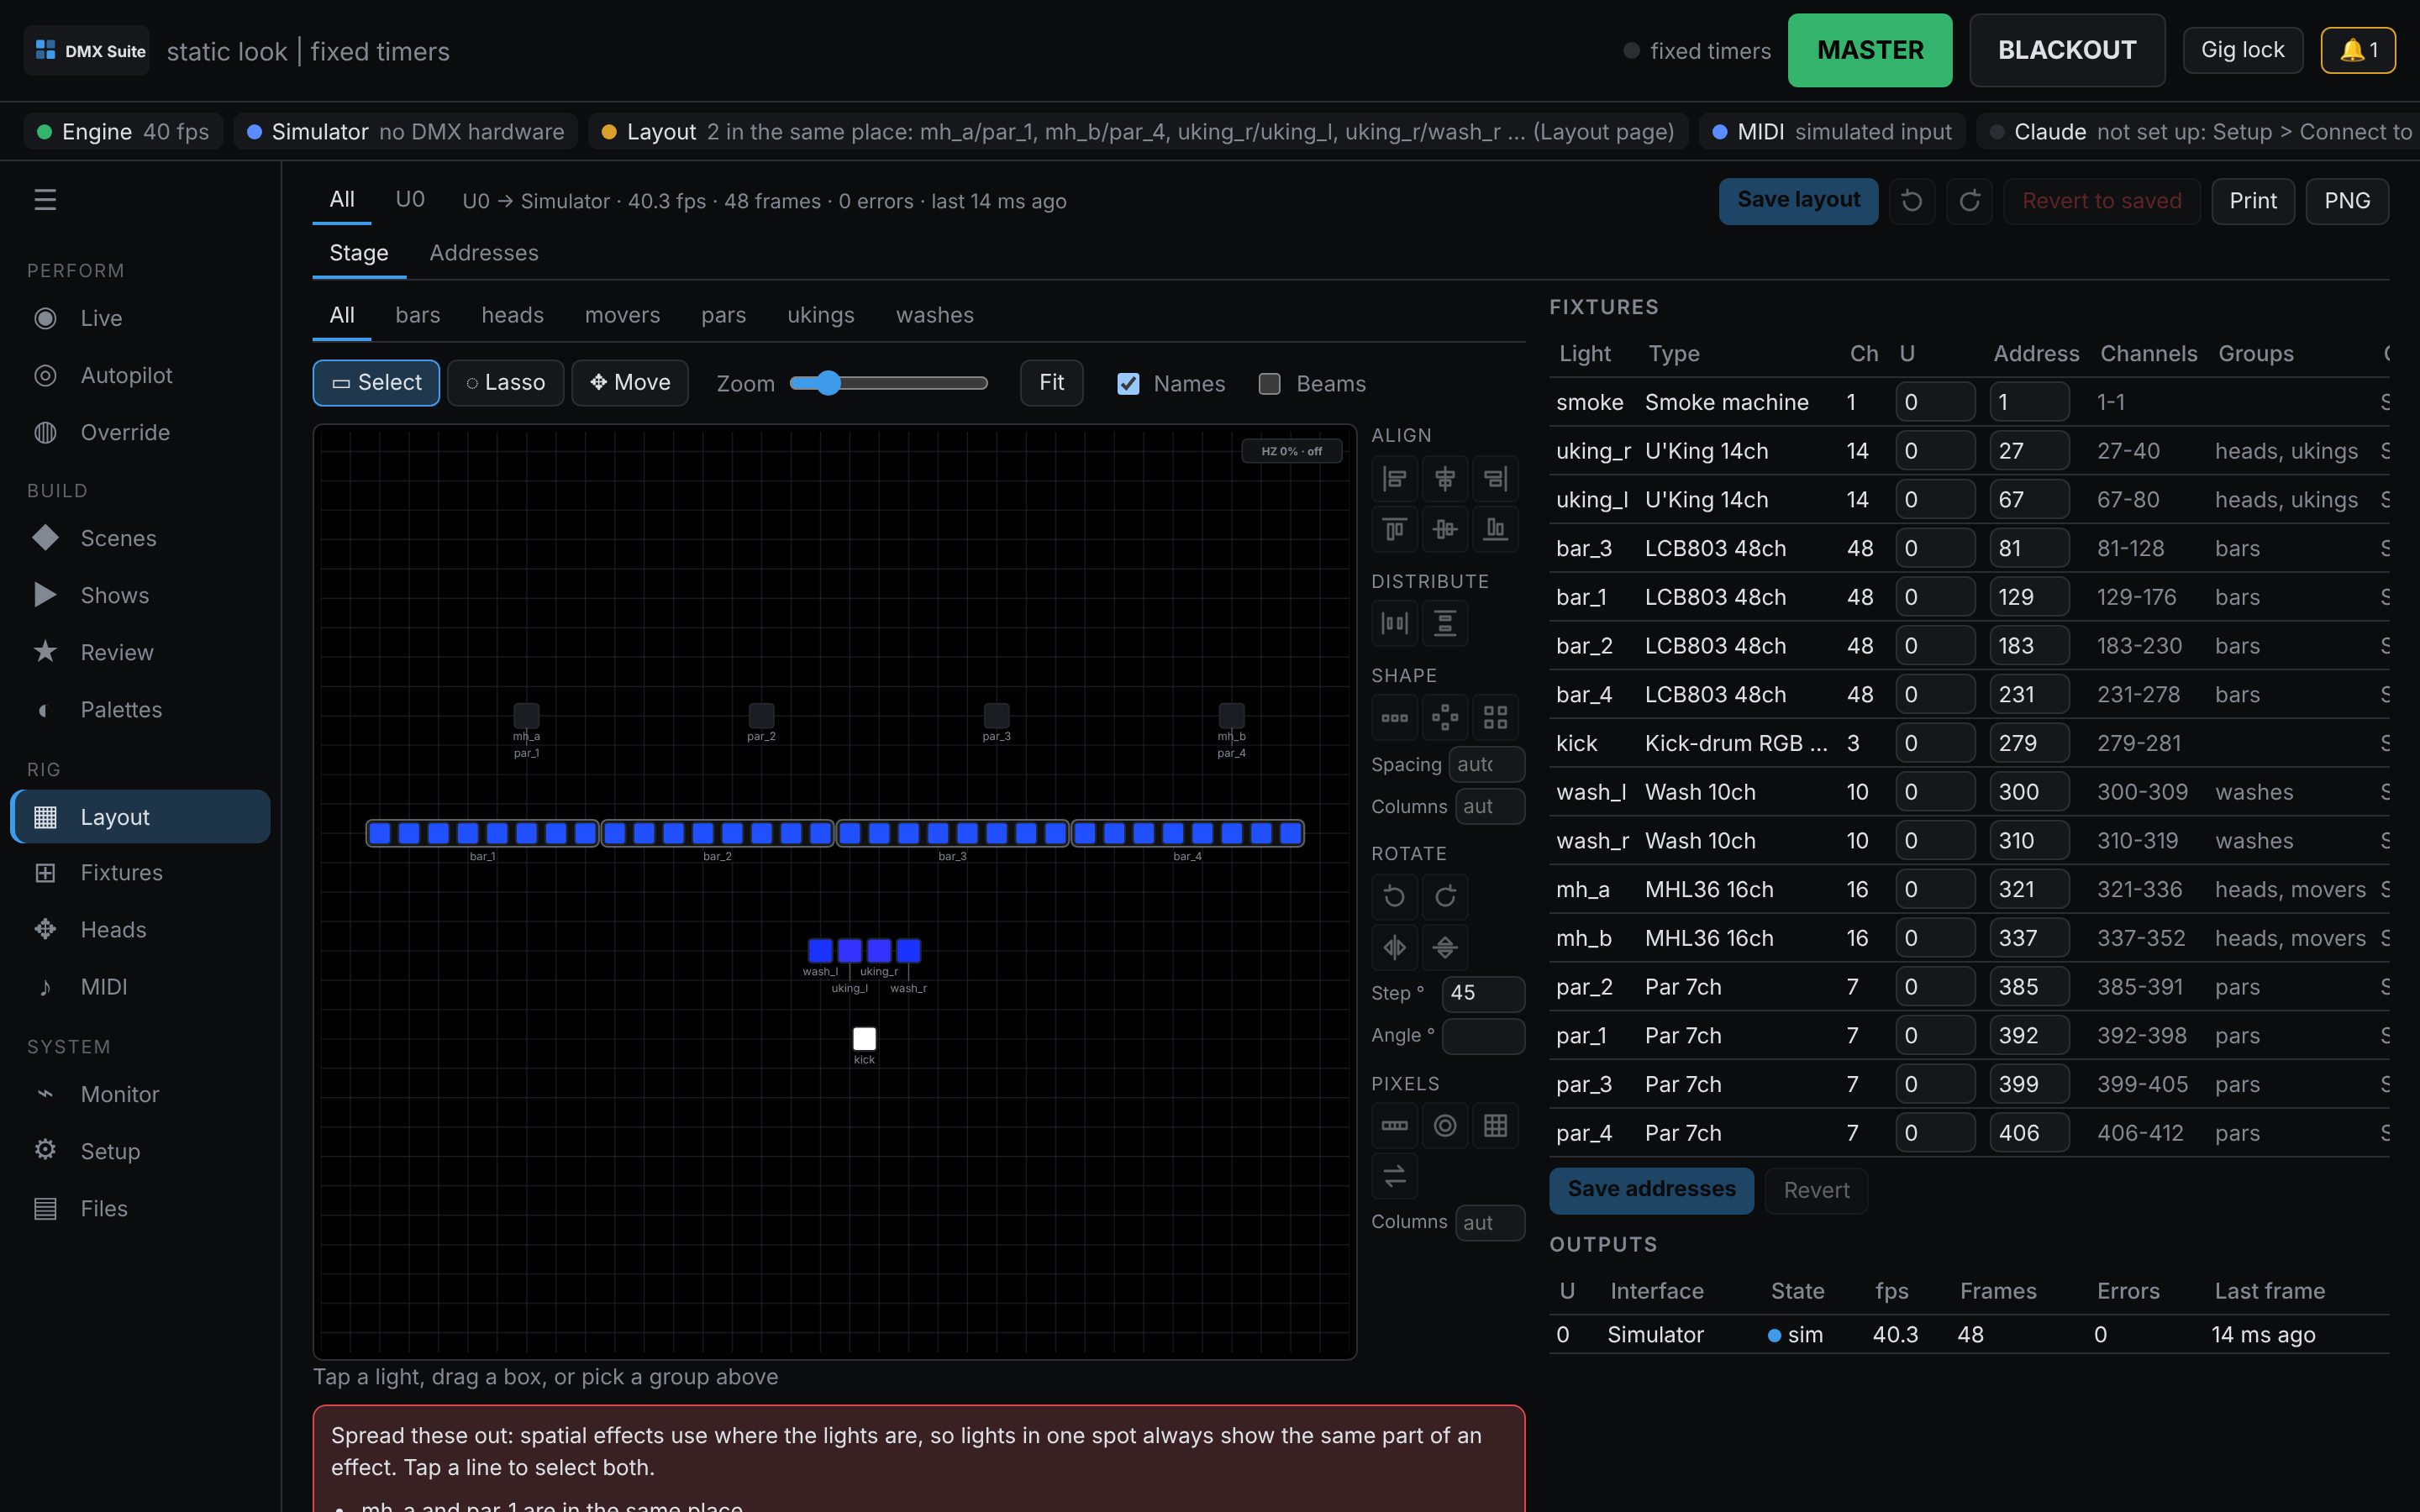 DMX Suite static look | fixed timers
fixed timers MASTER BLACKOUT Gig lock 1
Engine 40 fps Simulator no DMX hardware Layout 2 in the same place: mh_a/par_1, mh_b/par_4, uking_r/uking_l, uking_r/wash_r ... (Layout page) MIDI simulated input Claude not set up: Setup > Connect to
PERFORM
Live
Autopilot
Override
BUILD
Scenes
Shows
Review
Palettes
RIG
Layout
Fixtures
Heads
MIDI
SYSTEM
Monitor
Setup
Files
All U0 U0 → Simulator · 40.3 fps · 48 frames · 0 errors · last 14 ms ago
Save layout Revert to saved Print PNG
Stage Addresses
All bars heads movers pars ukings washes
Select Lasso Move Zoom Fit Names Beams
HZ 0% · off
mh_a par_2 par_3 mh_b
par_1 par_4
bar_1 bar_2 bar_3 bar_4
wash_l uking_r
uking_l wash_r
kick
ALIGN
DISTRIBUTE
SHAPE
Spacing auto
Columns aut
ROTATE
Step ° 45
Angle °
PIXELS
Columns aut
Tap a light, drag a box, or pick a group above
Spread these out: spatial effects use where the lights are, so lights in one spot always show the same part of an
effect. Tap a line to select both.
• mh_a and par_1 are in the same place
FIXTURES
Light Type Ch U Address Channels Groups
smoke Smoke machine 1 0 1 1-1 S
uking_r U'King 14ch 14 0 27 27-40 heads, ukings S
uking_l U'King 14ch 14 0 67 67-80 heads, ukings S
bar_3 LCB803 48ch 48 0 81 81-128 bars S
bar_1 LCB803 48ch 48 0 129 129-176 bars S
bar_2 LCB803 48ch 48 0 183 183-230 bars S
bar_4 LCB803 48ch 48 0 231 231-278 bars S
kick Kick-drum RGB ... 3 0 279 279-281 S
wash_l Wash 10ch 10 0 300 300-309 washes S
wash_r Wash 10ch 10 0 310 310-319 washes S
mh_a MHL36 16ch 16 0 321 321-336 heads, movers S
mh_b MHL36 16ch 16 0 337 337-352 heads, movers S
par_2 Par 7ch 7 0 385 385-391 pars S
par_1 Par 7ch 7 0 392 392-398 pars S
par_3 Par 7ch 7 0 399 399-405 pars S
par_4 Par 7ch 7 0 406 406-412 pars S
Save addresses Revert
OUTPUTS
U Interface State fps Frames Errors Last frame
0 Simulator sim 40.3 48 0 14 ms ago